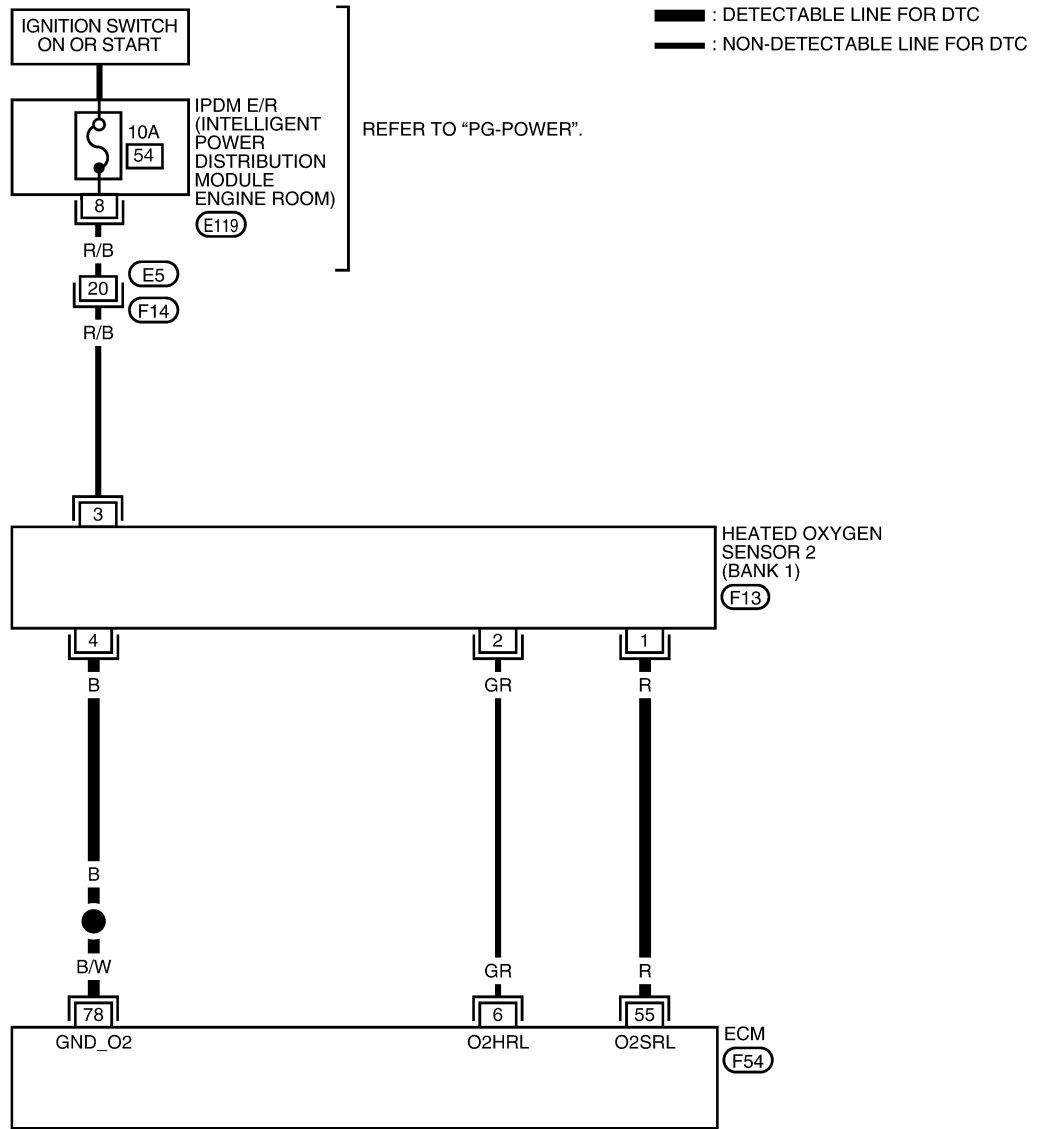 IGNITION SWITCH
ON OR START
: DETECTABLE LINE FOR DTC
: NON-DETECTABLE LINE FOR DTC
IPDM E/R
(INTELLIGENT
POWER
DISTRIBUTION
MODULE
ENGINE ROOM)
E119
10A
54
REFER TO “PG-POWER”.
8
R/B
E5
20
F14
R/B
3
HEATED OXYGEN
SENSOR 2
(BANK 1)
F13
4
2
1
B
GR
R
B
B/W
GR
R
78
6
55
GND_O2
O2HRL
O2SRL
ECM
F54